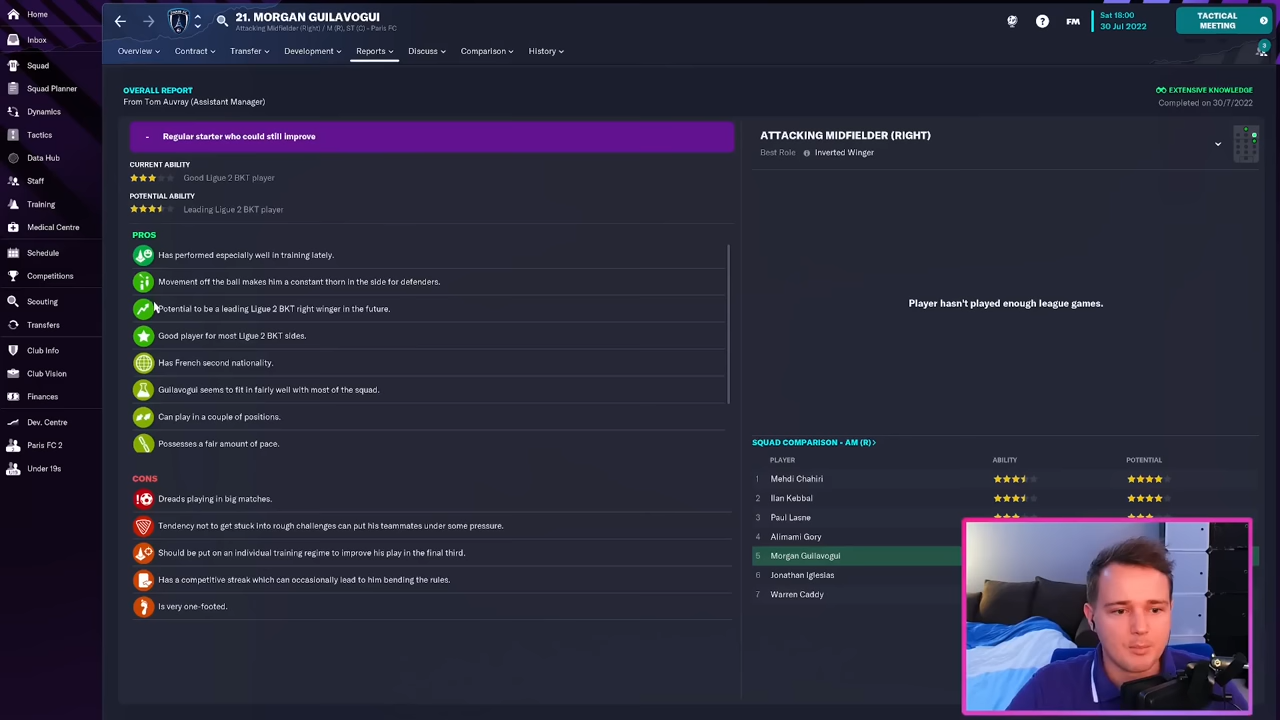 Home
Inbox
Squad
Squad Planner
Dynamics
Tactics
Data Hub
Staff
Training
Medical Centre
Schedule
Competitions
Scouting
Transfers
Club Info
Club Vision
Finances
Dev. Centre
Paris FC 2
Under 19s
21. MORGAN GUILAVOGUI
Attacking Midfielder (Right) / M (R), ST (C) - Paris FC
FM
Sat 18:00
30 Jul 2022
TACTICAL
MEETING
3
Overview
Contract
Transfer
Development
Reports
Discuss
Comparison
History
OVERALL REPORT
From Tom Auvray (Assistant Manager)
EXTENSIVE KNOWLEDGE
Completed on 30/7/2022
- Regular starter who could still improve
CURRENT ABILITY
Good Ligue 2 BKT player
POTENTIAL ABILITY
Leading Ligue 2 BKT player
PROS
Has performed especially well in training lately.
Movement off the ball makes him a constant thorn in the side for defenders.
Potential to be a leading Ligue 2 BKT right winger in the future.
Good player for most Ligue 2 BKT sides.
Has French second nationality.
Guilavogui seems to fit in fairly well with most of the squad.
Can play in a couple of positions.
Possesses a fair amount of pace.
CONS
Dreads playing in big matches.
Tendency not to get stuck into rough challenges can put his teammates under some pressure.
Should be put on an individual training regime to improve his play in the final third.
Has a competitive streak which can occasionally lead to him bending the rules.
Is very one-footed.
ATTACKING MIDFIELDER (RIGHT)
Best Role Inverted Winger
Player hasn't played enough league games.
SQUAD COMPARISON - AM (R)>
PLAYER ABILITY POTENTIAL
1 Mehdi Chahiri
2 Ilan Kebbal
3 Paul Lasne
4 Alimami Gory
5 Morgan Guilavogui
6 Jonathan Iglesias
7 Warren Caddy